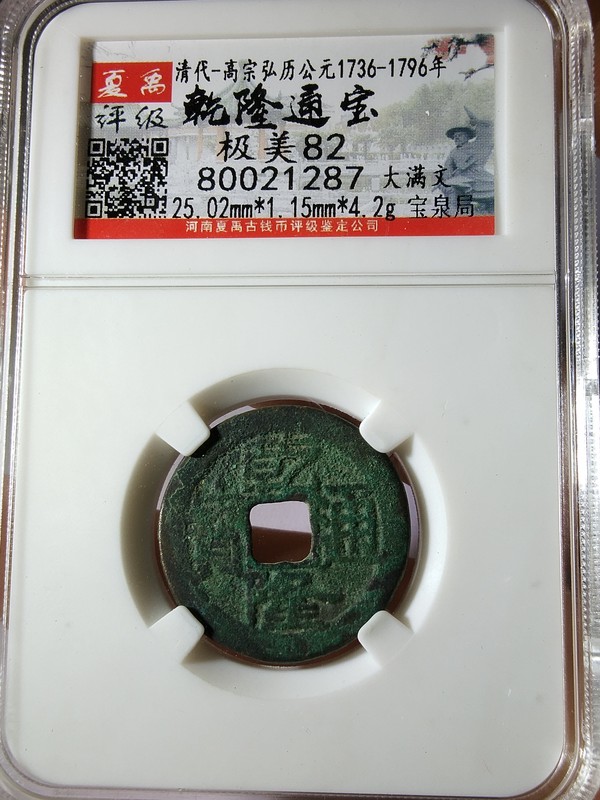 清代-高宗弘历公元1736-1796年
夏禹
评级
乾隆通宝
极美82
80021287 大满文
25.02mm*1.15mm*4.2g 宝泉局
河南夏禹古钱币评级鉴定公司
乾
隆
通